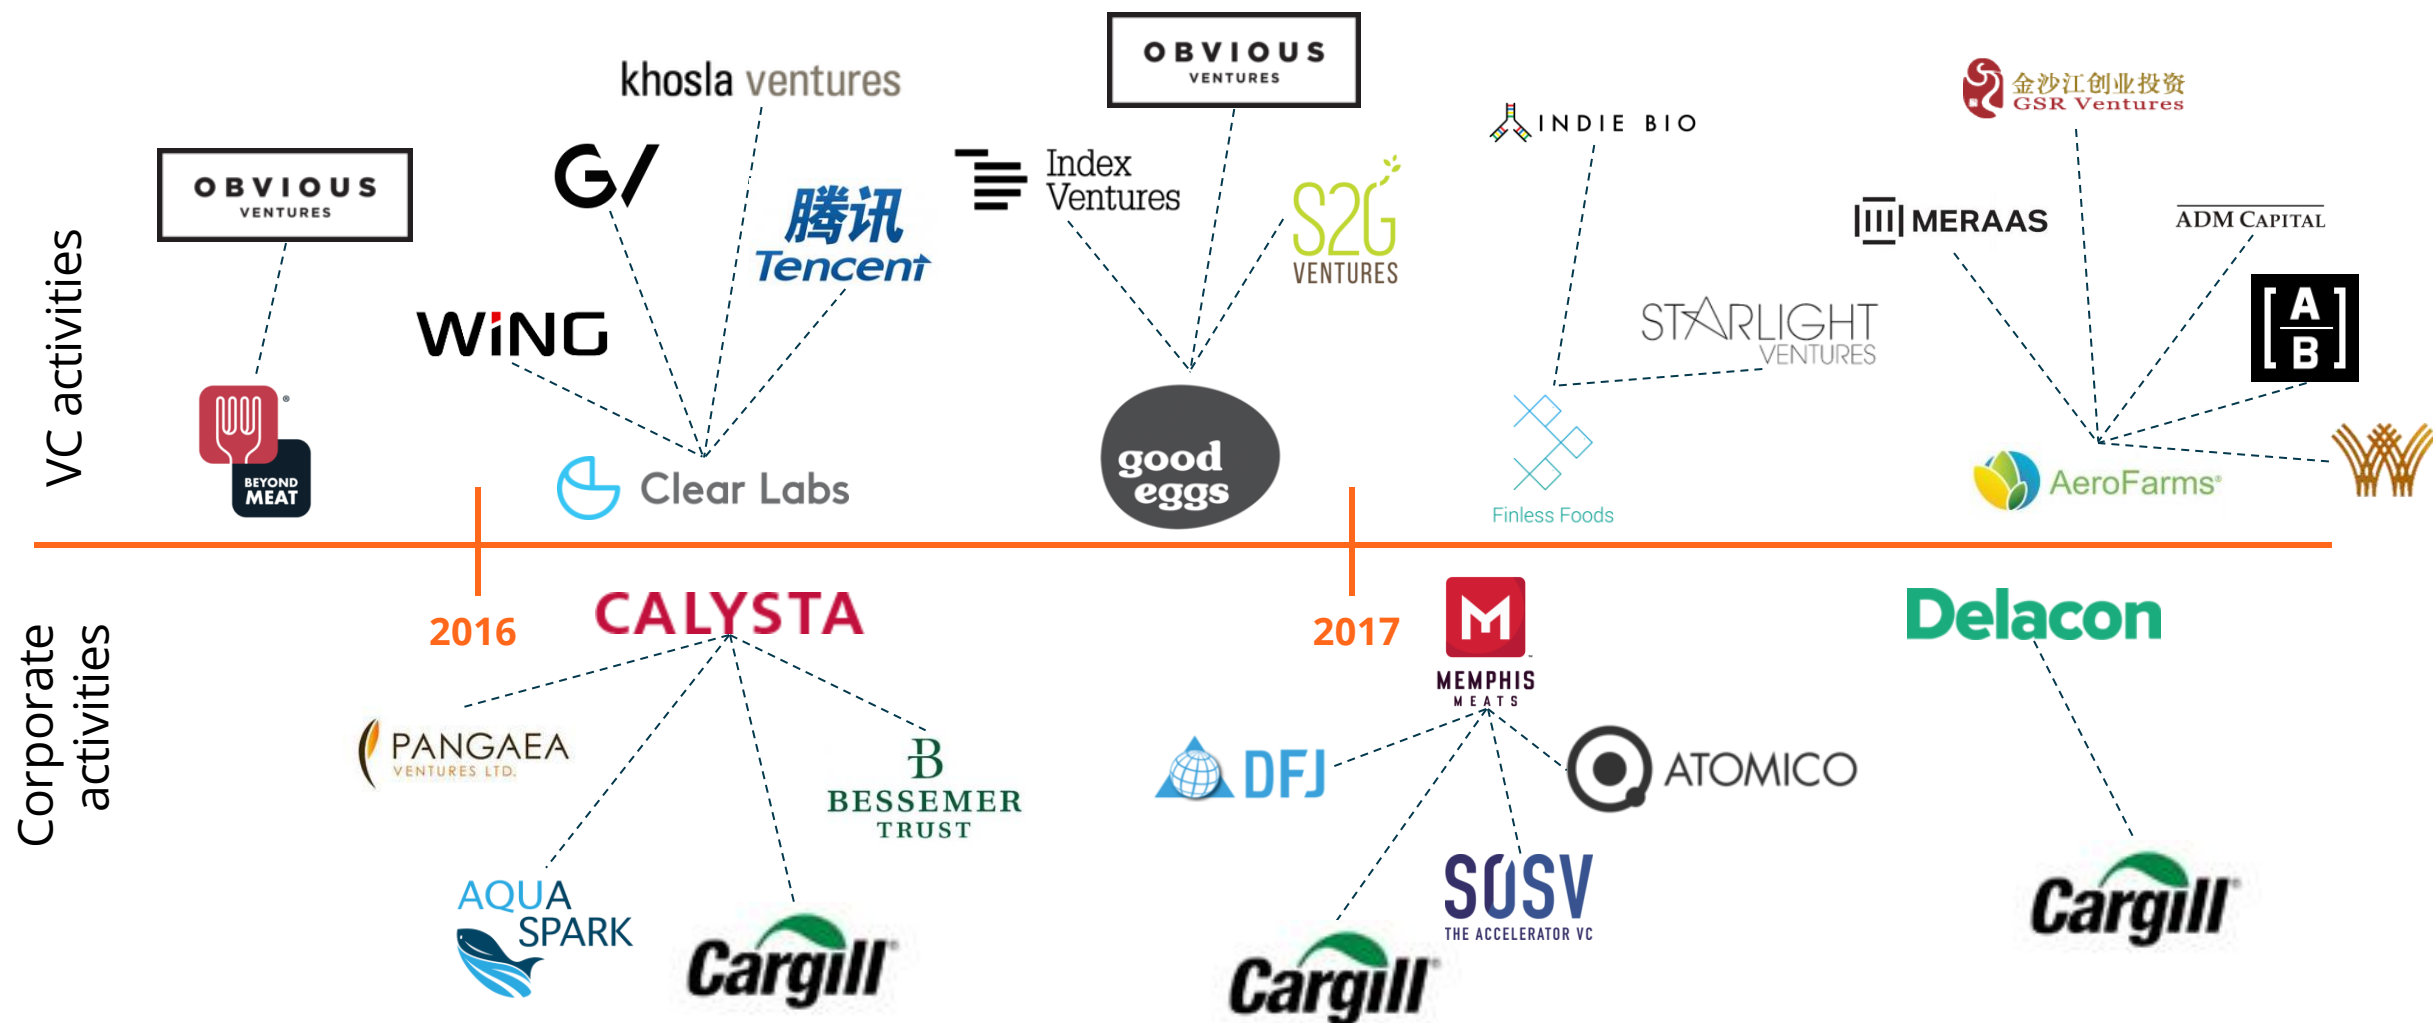 VC activities
OBVIOUS
VENTURES
BEYOND
MEAT
®
khosla ventures
G/
腾讯
Tencent
WiNG
Clear Labs
OBVIOUS
VENTURES
Index
Ventures
S2G
VENTURES
good
eggs
INDIE BIO
STARLIGHT
VENTURES
Finless Foods
金沙江创业投资
GSR Ventures
MERAAS
ADM CAPITAL
A
B
AeroFarms®
2016
2017
Corporate
activities
CALYSTA
PANGAEA
VENTURES LTD.
AQUA
SPARK
Cargill®
B
BESSEMER
TRUST
M
MEMPHIS
MEATS
DFJ
Cargill®
SOSV
THE ACCELERATOR VC
ATOMICO
Delacon
Cargill®